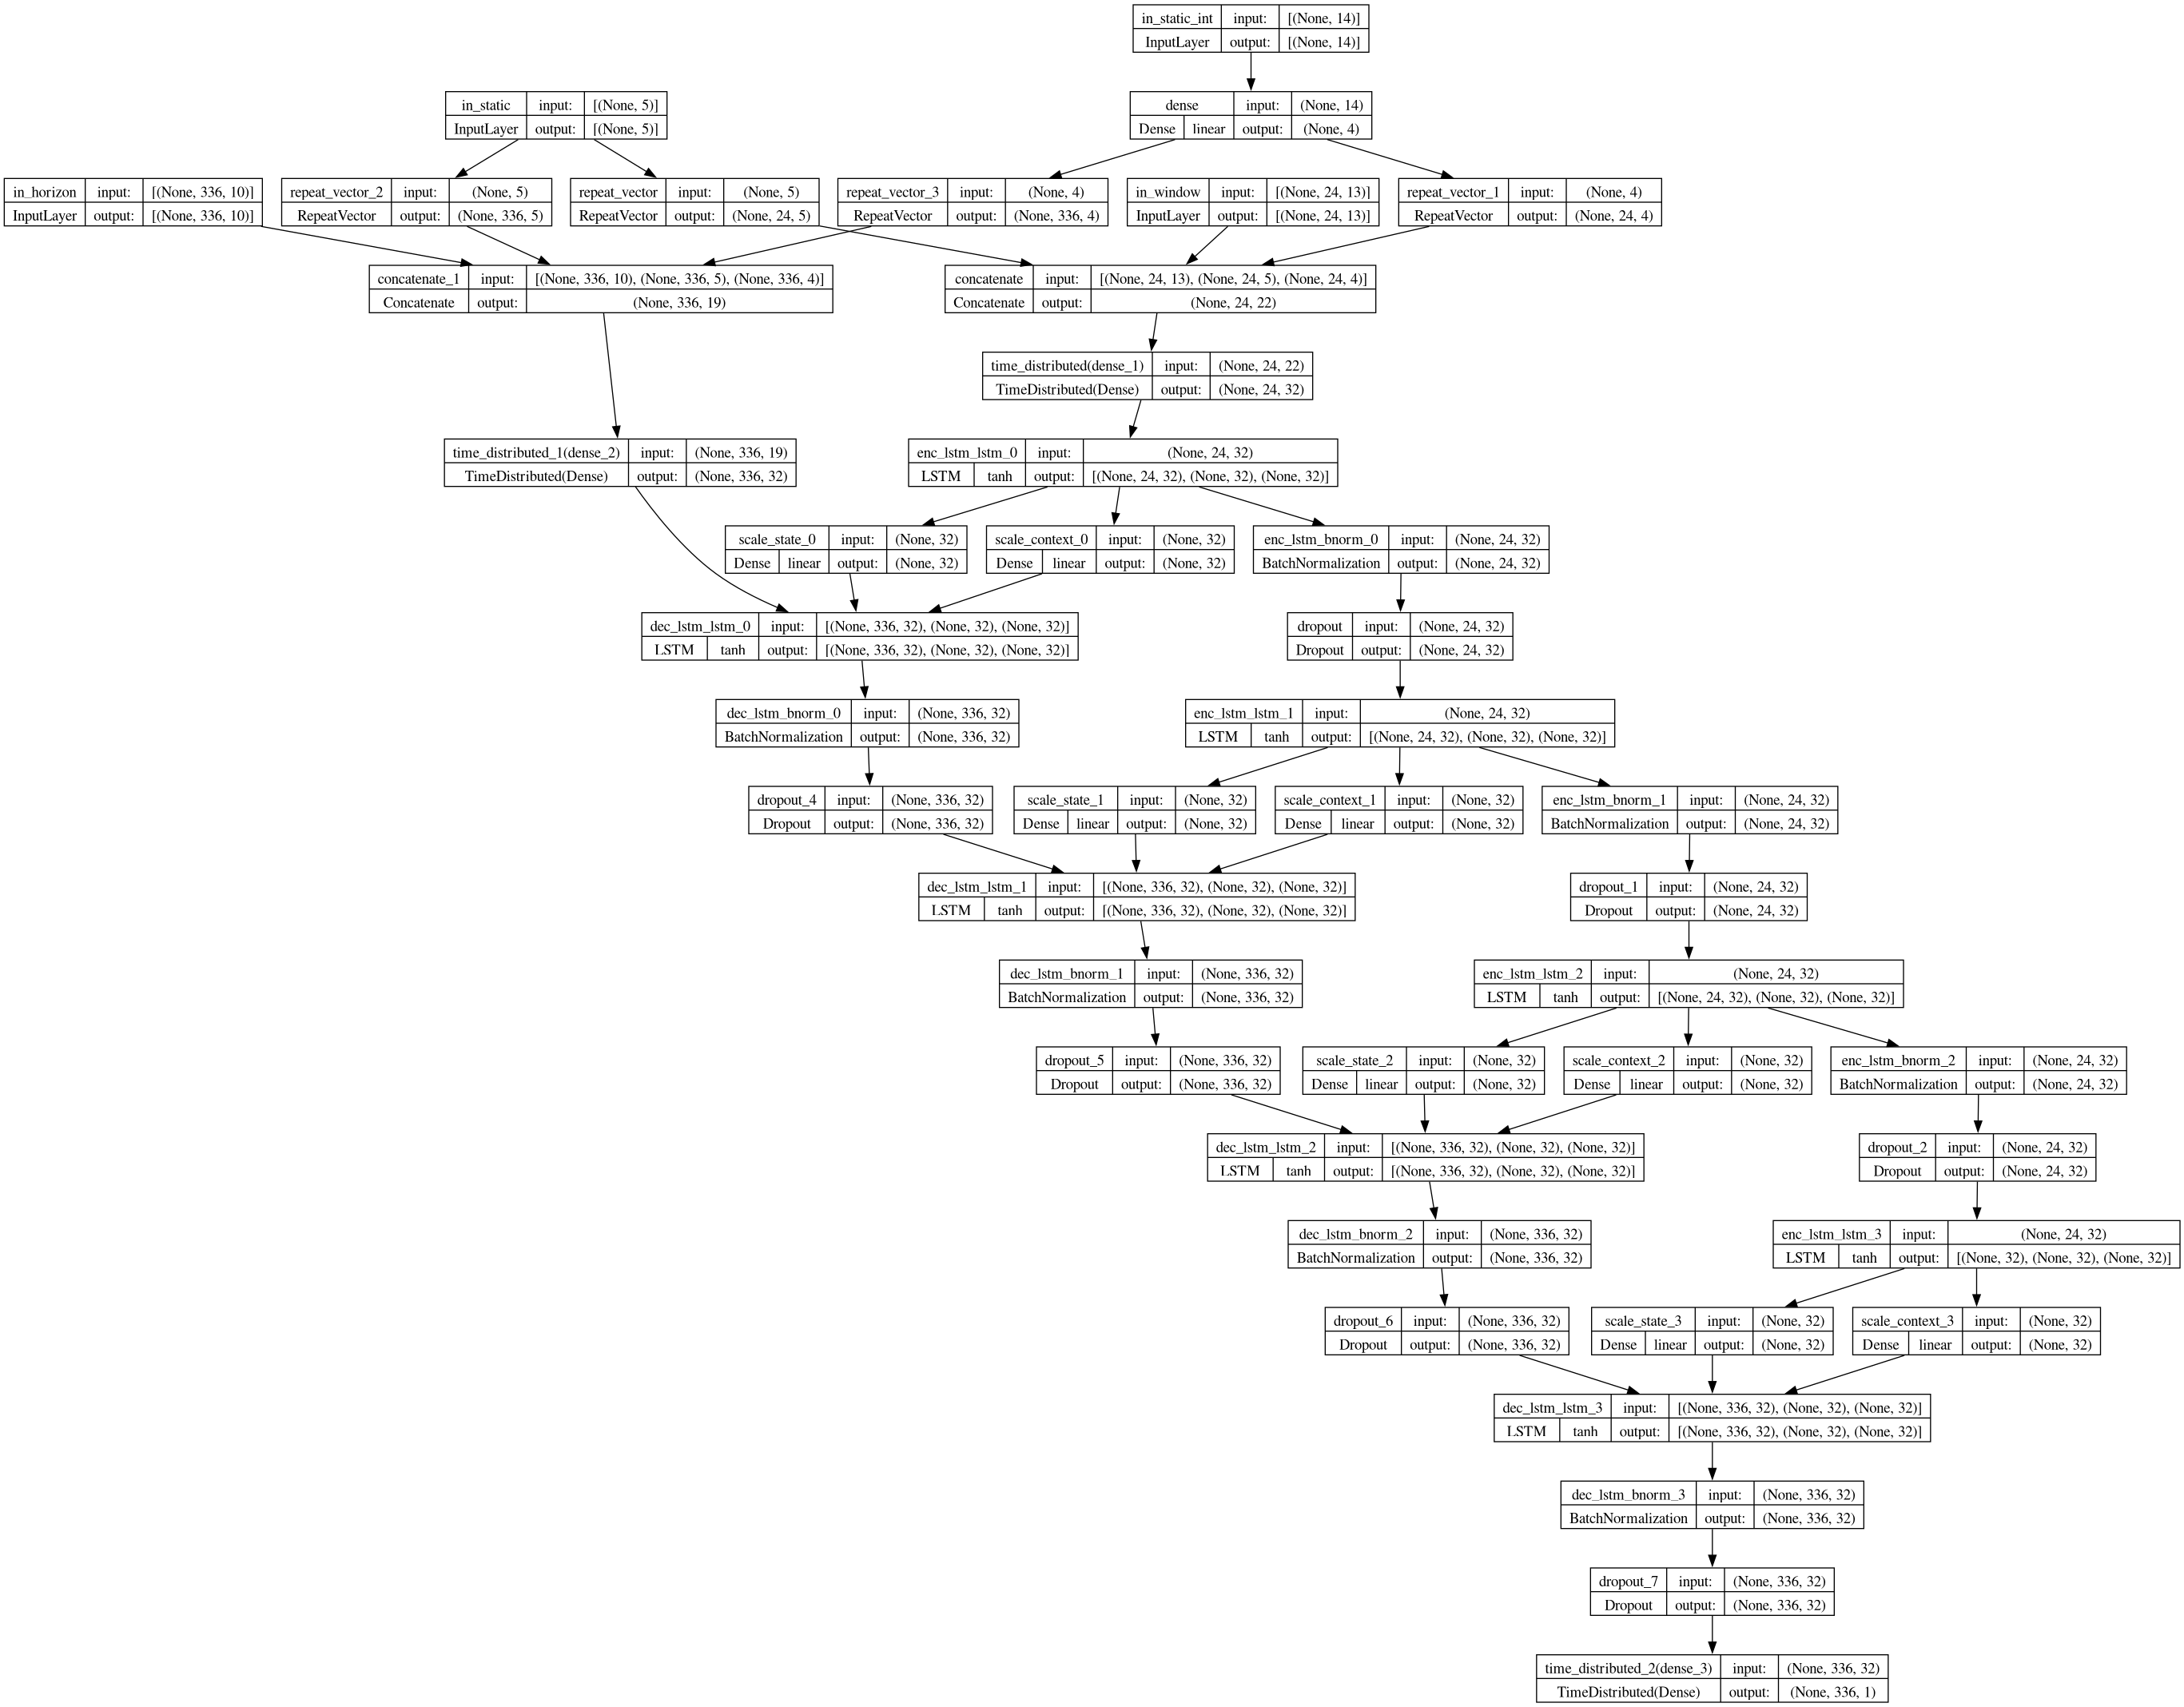 in_static_int input: [(None, 14)]
InputLayer output: [(None, 14)]
in_static input: [(None, 5)]
InputLayer output: [(None, 5)]
dense input: (None, 14)
Dense linear output: (None, 4)
in_horizon input: [(None, 336, 10)]
InputLayer output: [(None, 336, 10)]
repeat_vector_2 input: (None, 5)
RepeatVector output: (None, 336, 5)
repeat_vector input: (None, 5)
RepeatVector output: (None, 24, 5)
repeat_vector_3 input: (None, 4)
RepeatVector output: (None, 336, 4)
in_window input: [(None, 24, 13)]
InputLayer output: [(None, 24, 13)]
repeat_vector_1 input: (None, 4)
RepeatVector output: (None, 24, 4)
concatenate_1 input: [(None, 336, 10), (None, 336, 5), (None, 336, 4)]
Concatenate output: (None, 336, 19)
concatenate input: [(None, 24, 13), (None, 24, 5), (None, 24, 4)]
Concatenate output: (None, 24, 22)
time_distributed(dense_1) input: (None, 24, 22)
TimeDistributed(Dense) output: (None, 24, 32)
time_distributed_1(dense_2) input: (None, 336, 19)
TimeDistributed(Dense) output: (None, 336, 32)
enc_lstm_lstm_0 input: (None, 24, 32)
LSTM tanh output: [(None, 24, 32), (None, 32), (None, 32)]
scale_state_0 input: (None, 32)
Dense linear output: (None, 32)
scale_context_0 input: (None, 32)
Dense linear output: (None, 32)
enc_lstm_bnorm_0 input: (None, 24, 32)
BatchNormalization output: (None, 24, 32)
dec_lstm_lstm_0 input: [(None, 336, 32), (None, 32), (None, 32)]
LSTM tanh output: [(None, 336, 32), (None, 32), (None, 32)]
dropout input: (None, 24, 32)
Dropout output: (None, 24, 32)
dec_lstm_bnorm_0 input: (None, 336, 32)
BatchNormalization output: (None, 336, 32)
enc_lstm_lstm_1 input: (None, 24, 32)
LSTM tanh output: [(None, 24, 32), (None, 32), (None, 32)]
dropout_4 input: (None, 336, 32)
Dropout output: (None, 336, 32)
scale_state_1 input: (None, 32)
Dense linear output: (None, 32)
scale_context_1 input: (None, 32)
Dense linear output: (None, 32)
enc_lstm_bnorm_1 input: (None, 24, 32)
BatchNormalization output: (None, 24, 32)
dec_lstm_lstm_1 input: [(None, 336, 32), (None, 32), (None, 32)]
LSTM tanh output: [(None, 336, 32), (None, 32), (None, 32)]
dropout_1 input: (None, 24, 32)
Dropout output: (None, 24, 32)
dec_lstm_bnorm_1 input: (None, 336, 32)
BatchNormalization output: (None, 336, 32)
enc_lstm_lstm_2 input: (None, 24, 32)
LSTM tanh output: [(None, 24, 32), (None, 32), (None, 32)]
dropout_5 input: (None, 336, 32)
Dropout output: (None, 336, 32)
scale_state_2 input: (None, 32)
Dense linear output: (None, 32)
scale_context_2 input: (None, 32)
Dense linear output: (None, 32)
enc_lstm_bnorm_2 input: (None, 24, 32)
BatchNormalization output: (None, 24, 32)
dec_lstm_lstm_2 input: [(None, 336, 32), (None, 32), (None, 32)]
LSTM tanh output: [(None, 336, 32), (None, 32), (None, 32)]
dropout_2 input: (None, 24, 32)
Dropout output: (None, 24, 32)
dec_lstm_bnorm_2 input: (None, 336, 32)
BatchNormalization output: (None, 336, 32)
enc_lstm_lstm_3 input: (None, 24, 32)
LSTM tanh output: [(None, 32), (None, 32), (None, 32)]
dropout_6 input: (None, 336, 32)
Dropout output: (None, 336, 32)
scale_state_3 input: (None, 32)
Dense linear output: (None, 32)
scale_context_3 input: (None, 32)
Dense linear output: (None, 32)
dec_lstm_lstm_3 input: [(None, 336, 32), (None, 32), (None, 32)]
LSTM tanh output: [(None, 336, 32), (None, 32), (None, 32)]
dec_lstm_bnorm_3 input: (None, 336, 32)
BatchNormalization output: (None, 336, 32)
dropout_7 input: (None, 336, 32)
Dropout output: (None, 336, 32)
time_distributed_2(dense_3) input: (None, 336, 32)
TimeDistributed(Dense) output: (None, 336, 1)